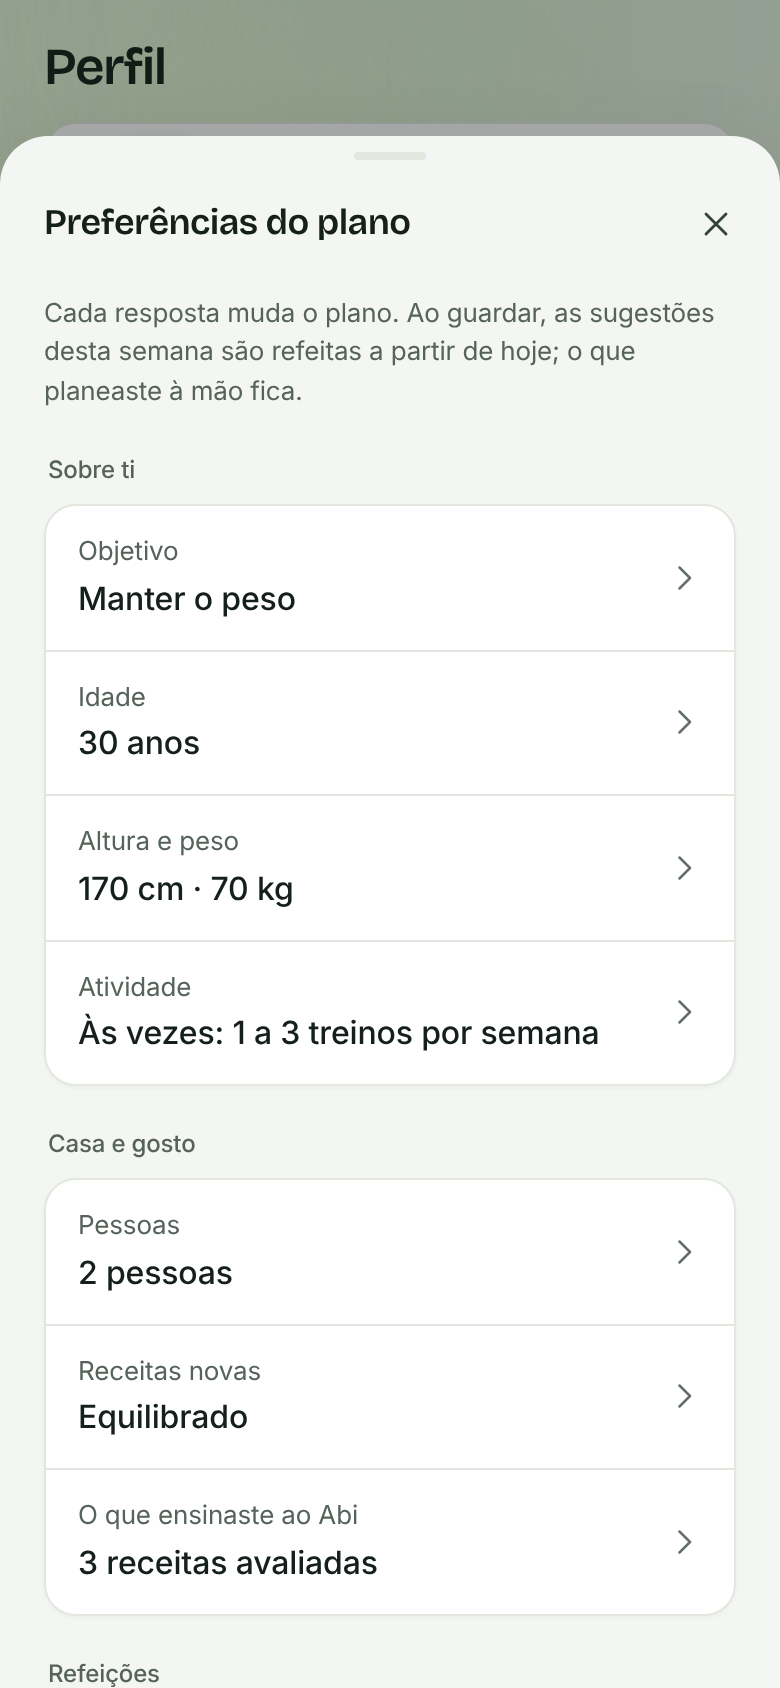 Perfil
Preferências do plano
Cada resposta muda o plano. Ao guardar, as sugestões
desta semana são refeitas a partir de hoje; o que
planeaste à mão fica.
Sobre ti
Objetivo
Manter o peso
Idade
30 anos
Altura e peso
170 cm · 70 kg
Atividade
Às vezes: 1 a 3 treinos por semana
Casa e gosto
Pessoas
2 pessoas
Receitas novas
Equilibrado
O que ensinaste ao Abi
3 receitas avaliadas
Refeições